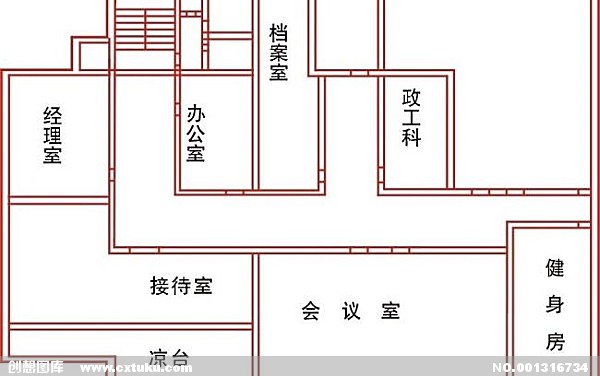 档案室
经理室
办公室
政工科
接待室
会议室
健身房
凉台
创想图库 www.cxtuku.com
NO.001316734